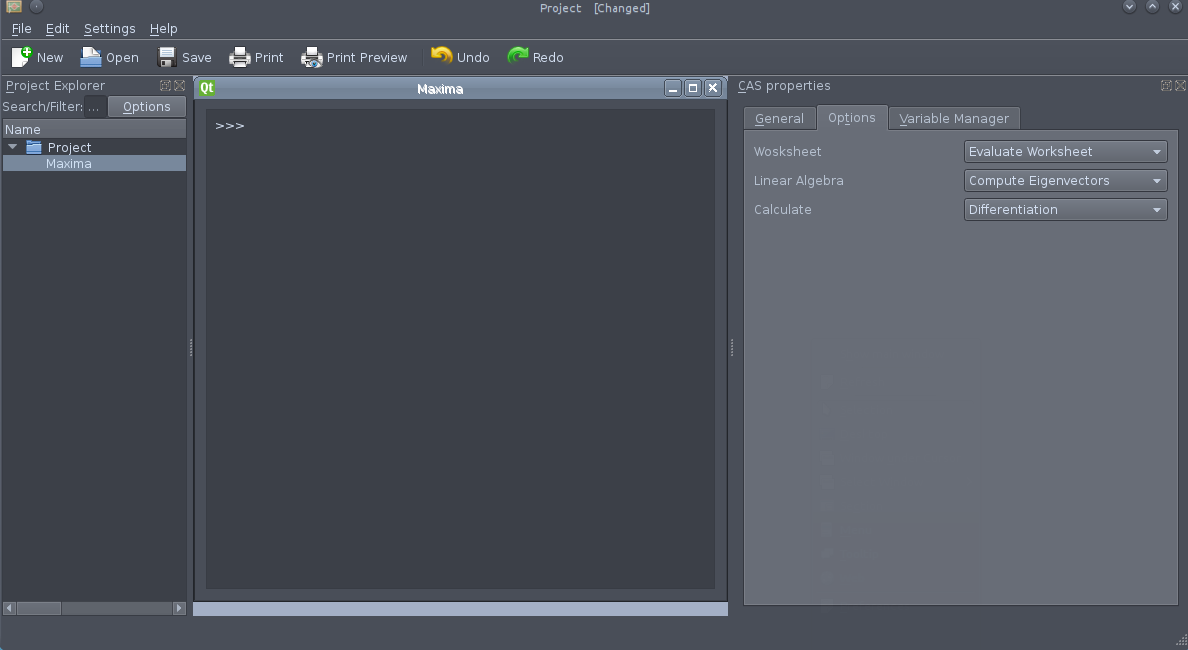 Project [Changed]
File Edit Settings Help
New Open Save Print Print Preview Undo Redo
Project Explorer
Search/Filter: ... Options
Name
Project
Maxima
Qt Maxima
>>>
CAS properties
General Options Variable Manager
Wosksheet Evaluate Worksheet
Linear Algebra Compute Eigenvectors
Calculate Differentiation